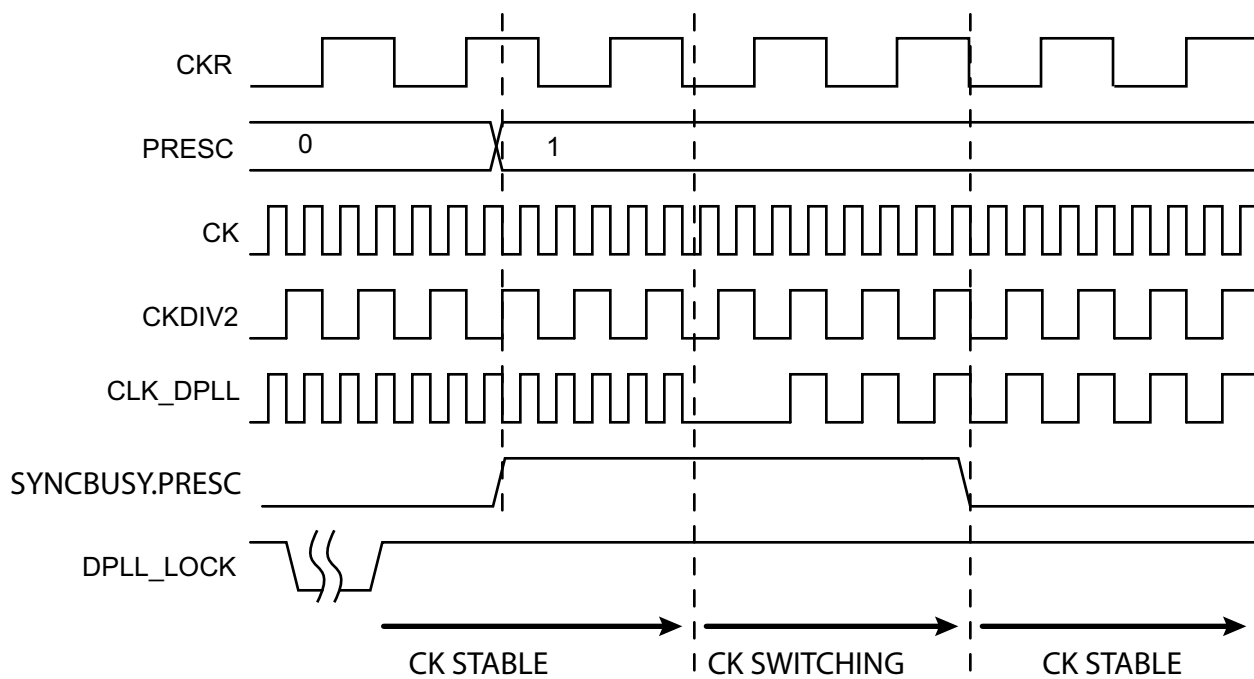 CKR
PRESC
0
1
CK
CKDIV2
CLK_DPLL
SYNCBUSY.PRESC
DPLL_LOCK
CK STABLE
CK SWITCHING
CK STABLE